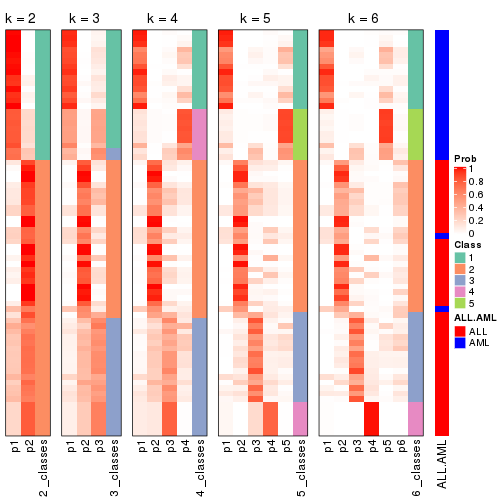 k = 2
k = 3
k = 4
k = 5
k = 6
Prob
1
0.8
0.6
0.4
0.2
0
Class
1
2
3
4
5
ALL.AML
ALL
AML
p1
p2
2_classes
p1
p2
p3
3_classes
p1
p2
p3
p4
4_classes
p1
p2
p3
p4
p5
5_classes
p1
p2
p3
p4
p5
p6
6_classes
ALL.AML